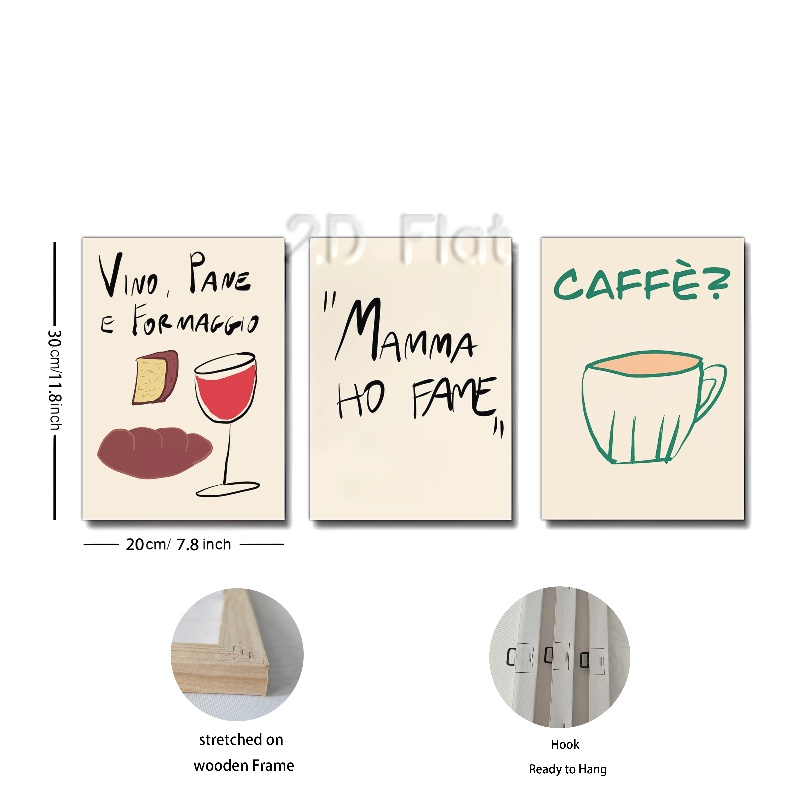 2D Flat
VINO, PANE
E FORMAGGIO
"MAMMA
HO FAME"
CAFFÈ?
30cm/11.8inch
20cm/ 7.8 inch
stretched on
wooden Frame
Hook
Ready to Hang